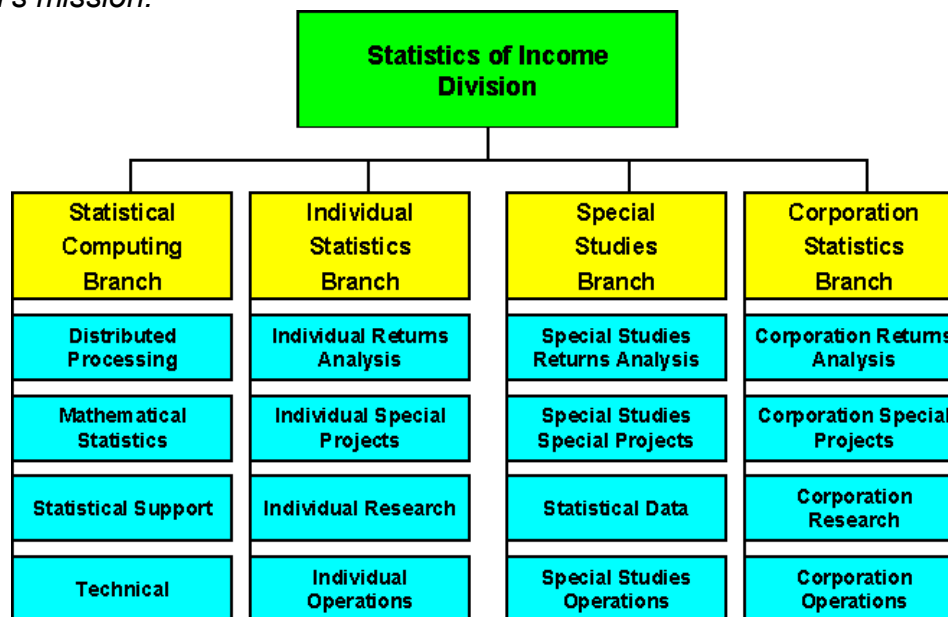 's mission.
Statistics of Income
Division
Statistical
Computing
Branch
Individual
Statistics
Branch
Special
Studies
Branch
Corporation
Statistics
Branch
Distributed
Processing
Individual Returns
Analysis
Special Studies
Returns Analysis
Corporation Returns
Analysis
Mathematical
Statistics
Individual Special
Projects
Special Studies
Special Projects
Corporation Special
Projects
Statistical Support
Individual Research
Statistical Data
Corporation
Research
Technical
Individual
Operations
Special Studies
Operations
Corporation
Operations